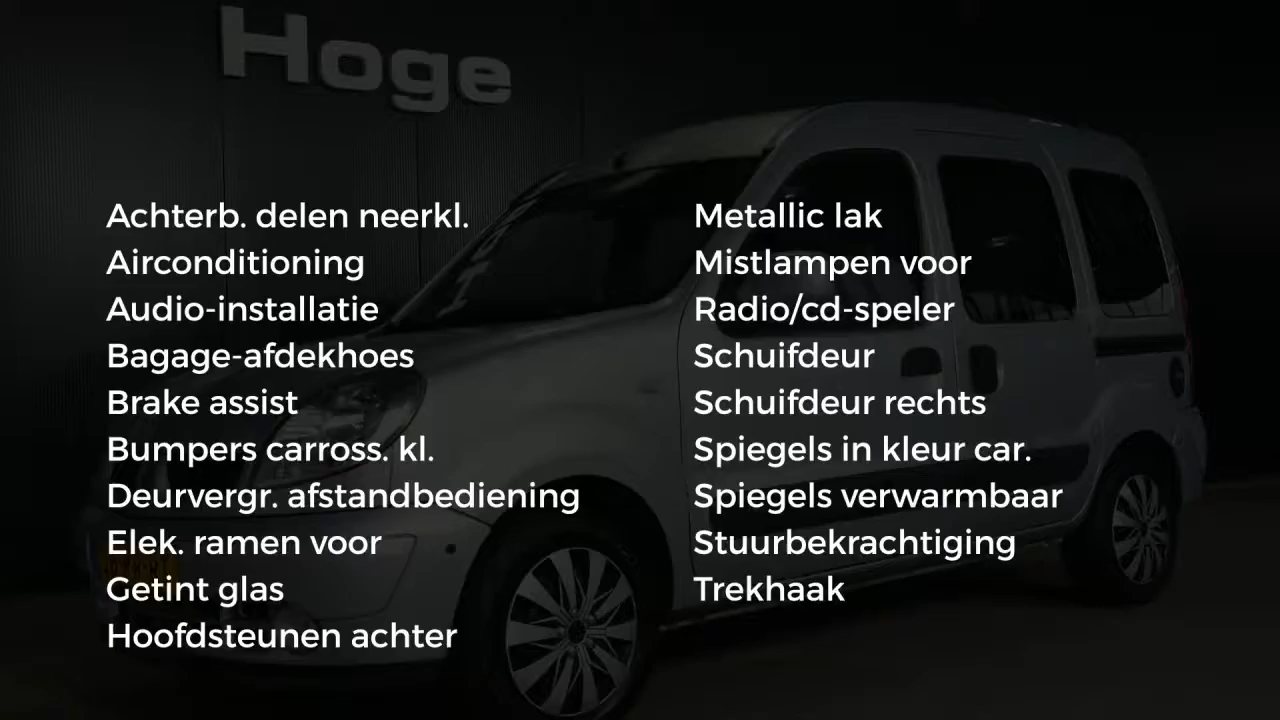 Hoge
Achterb. delen neerkl.
Airconditioning
Audio-installatie
Bagage-afdekhoes
Brake assist
Bumpers carross. kl.
Deurvergr. afstandbediening
Elek. ramen voor
Getint glas
Hoofdsteunen achter
Metallic lak
Mistlampen voor
Radio/cd-speler
Schuifdeur
Schuifdeur rechts
Spiegels in kleur car.
Spiegels verwarmbaar
Stuurbekrachtiging
Trekhaak